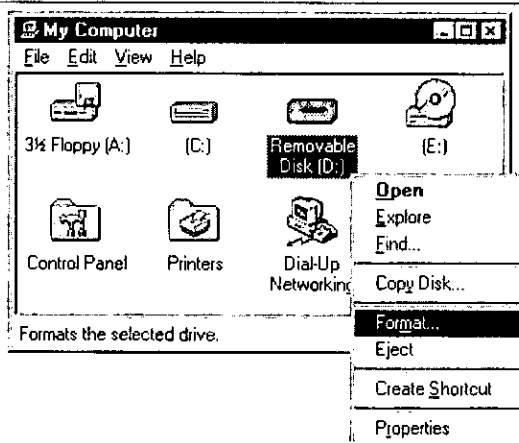 My Computer
File Edit View Help
3½ Floppy (A:) (C:) Removable Disk (D:) (E:)
Control Panel Printers Dial-Up Networking
Formats the selected drive.
Open
Explore
Find...
Copy Disk...
Format...
Eject
Create Shortcut
Properties